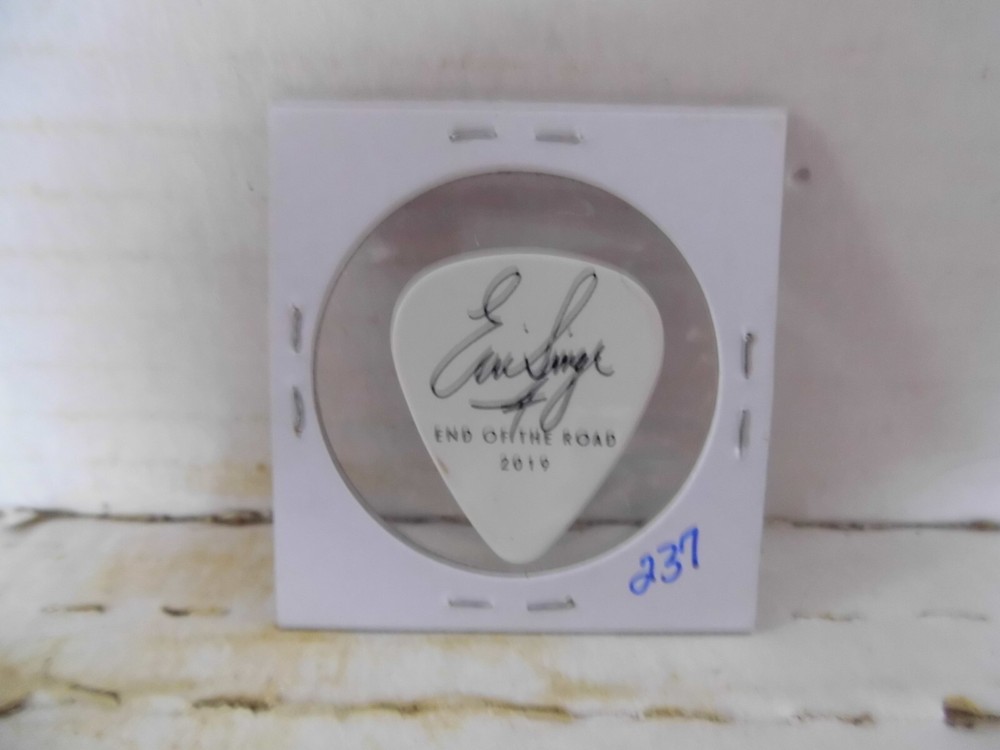 Eric Singer
END OF THE ROAD
2019
237